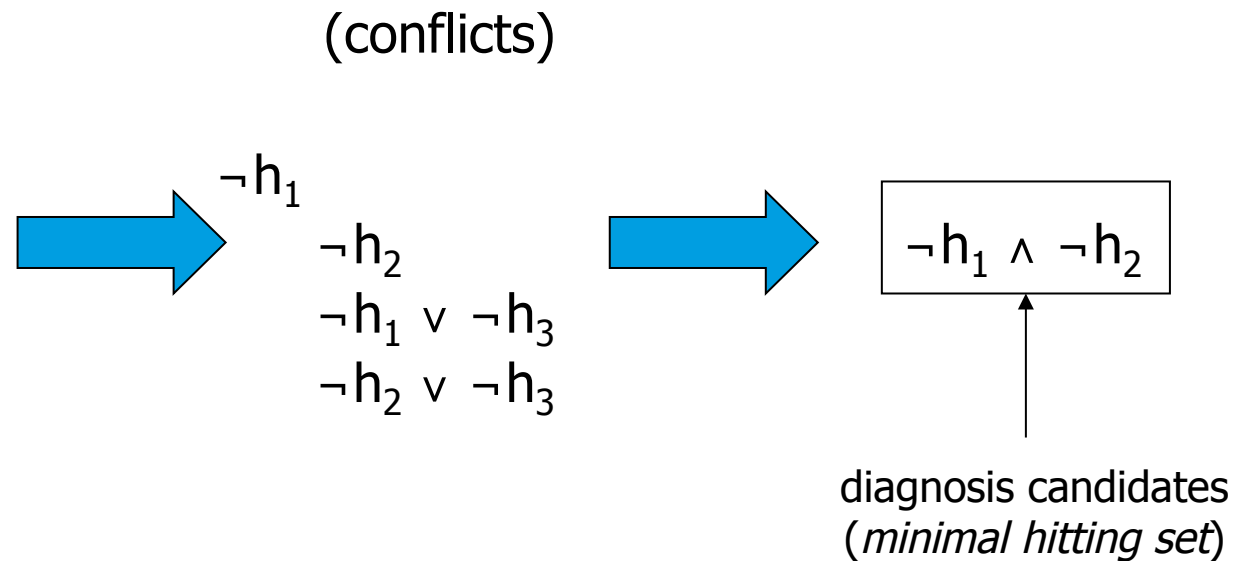 (conflicts)
¬h₁
¬h₂
¬h₁ ∨ ¬h₃
¬h₂ ∨ ¬h₃
¬h₁ ∧ ¬h₂
diagnosis candidates
(minimal hitting set)